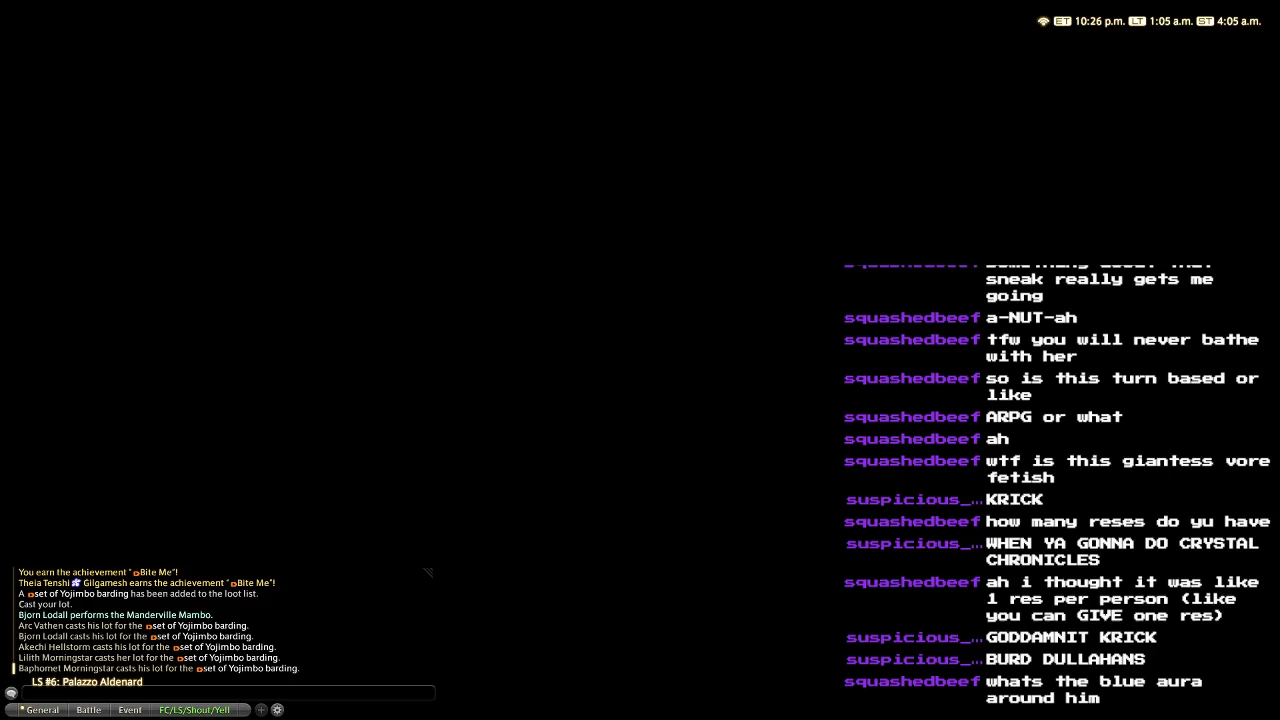 ET 10:26 p.m. LT 1:05 a.m. ST 4:05 a.m.
sneak really gets me
going
squashedbeef a-NUT-ah
squashedbeef tfw you will never bathe
with her
squashedbeef so is this turn based or
like
squashedbeef ARPG or what
squashedbeef ah
squashedbeef wtf is this giantess vore
fetish
suspicious_... KRICK
squashedbeef how many reses do yu have
suspicious_... WHEN YA GONNA DO CRYSTAL
CHRONICLES
squashedbeef ah i thought it was like
1 res per person (like
you can GIVE one res)
suspicious_... GODDAMNIT KRICK
suspicious_... BURD DULLAHANS
squashedbeef whats the blue aura
around him
You earn the achievement "Bite Me"!
Theia Tenshi Gilgamesh earns the achievement "Bite Me"!
A set of Yojimbo barding has been added to the loot list.
Cast your lot.
Bjorn Lodall performs the Manderville Mambo.
Arc Vathen casts his lot for the set of Yojimbo barding.
Bjorn Lodall casts his lot for the set of Yojimbo barding.
Akechi Hellstorm casts his lot for the set of Yojimbo barding.
Lilith Morningstar casts her lot for the set of Yojimbo barding.
Baphomet Morningstar casts his lot for the set of Yojimbo barding.
LS #6: Palazzo Aldenard
General Battle Event FC/LS/Shout/Yell